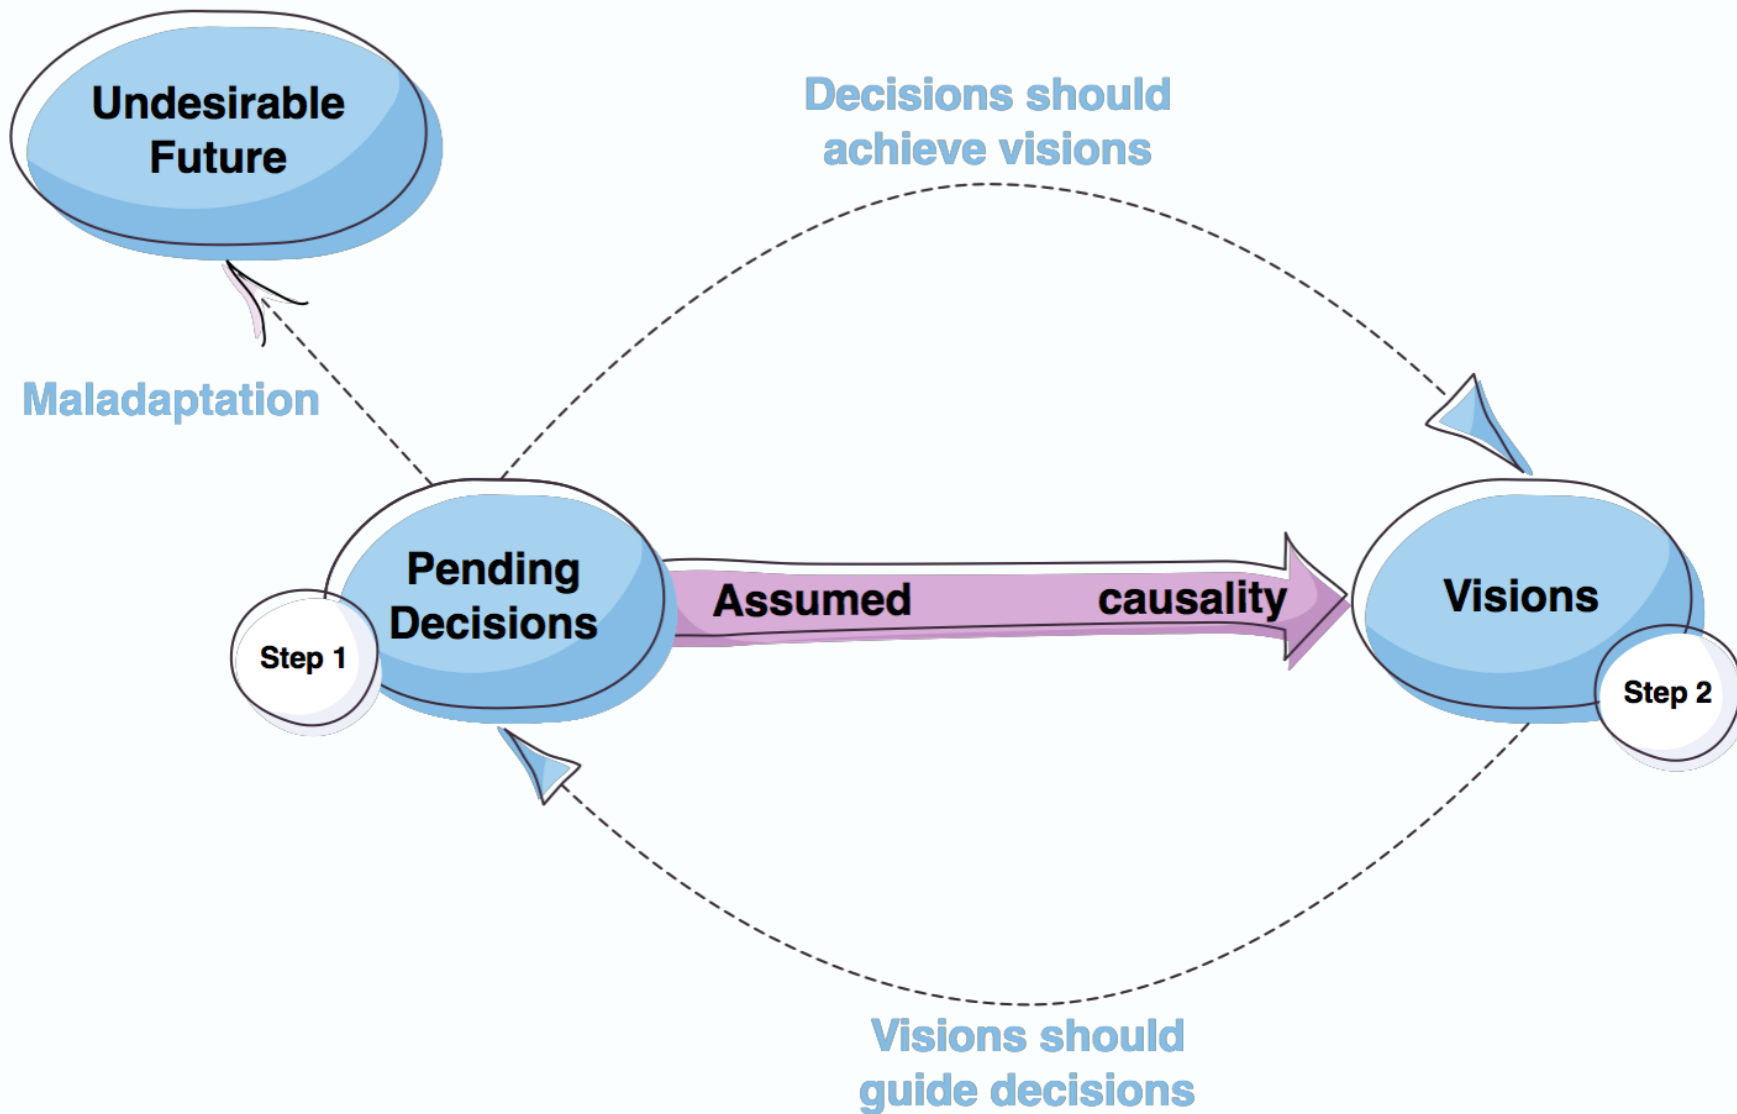 Undesirable
Future
Decisions should
achieve visions
Maladaptation
Pending
Decisions
Assumed causality
Visions
Step 1
Step 2
Visions should
guide decisions